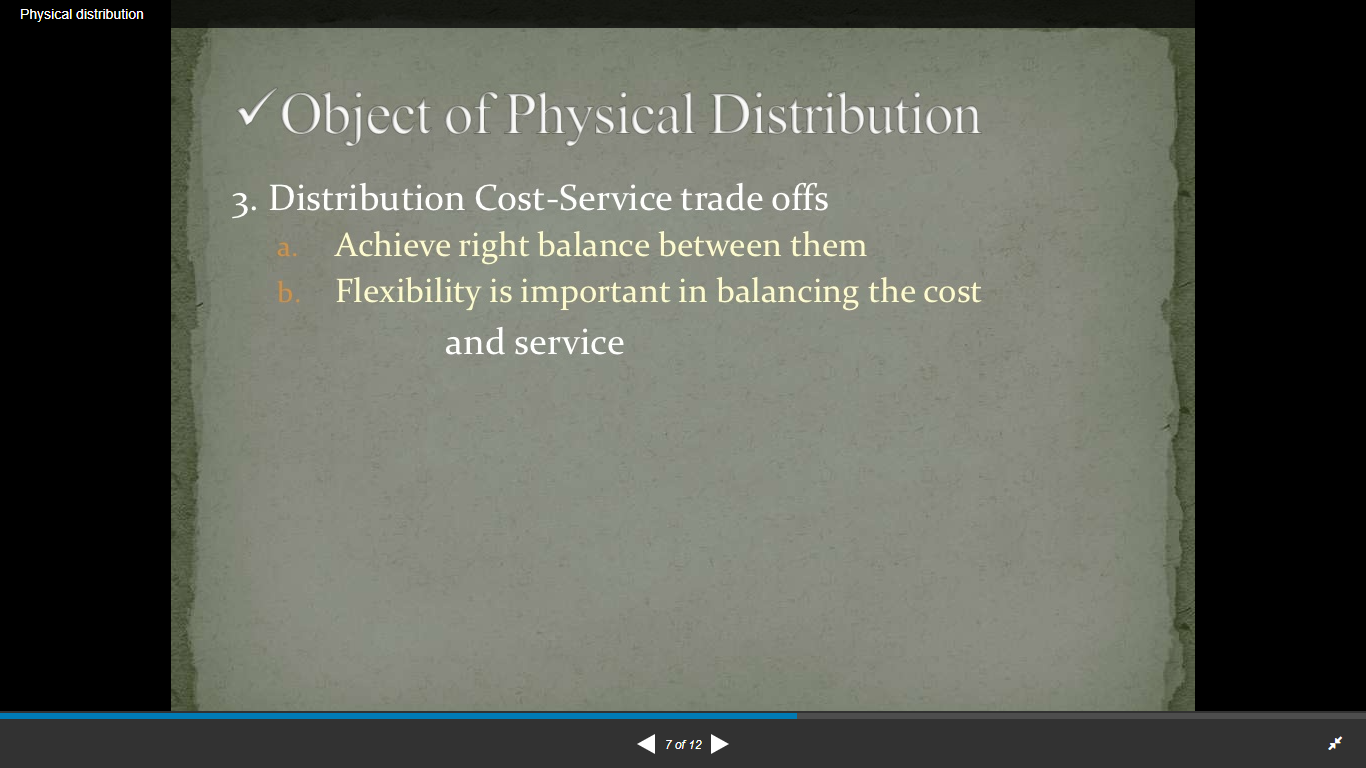 Physical distribution
✓Object of Physical Distribution
3. Distribution Cost-Service trade offs
a. Achieve right balance between them
b. Flexibility is important in balancing the cost
and service
7 of 12